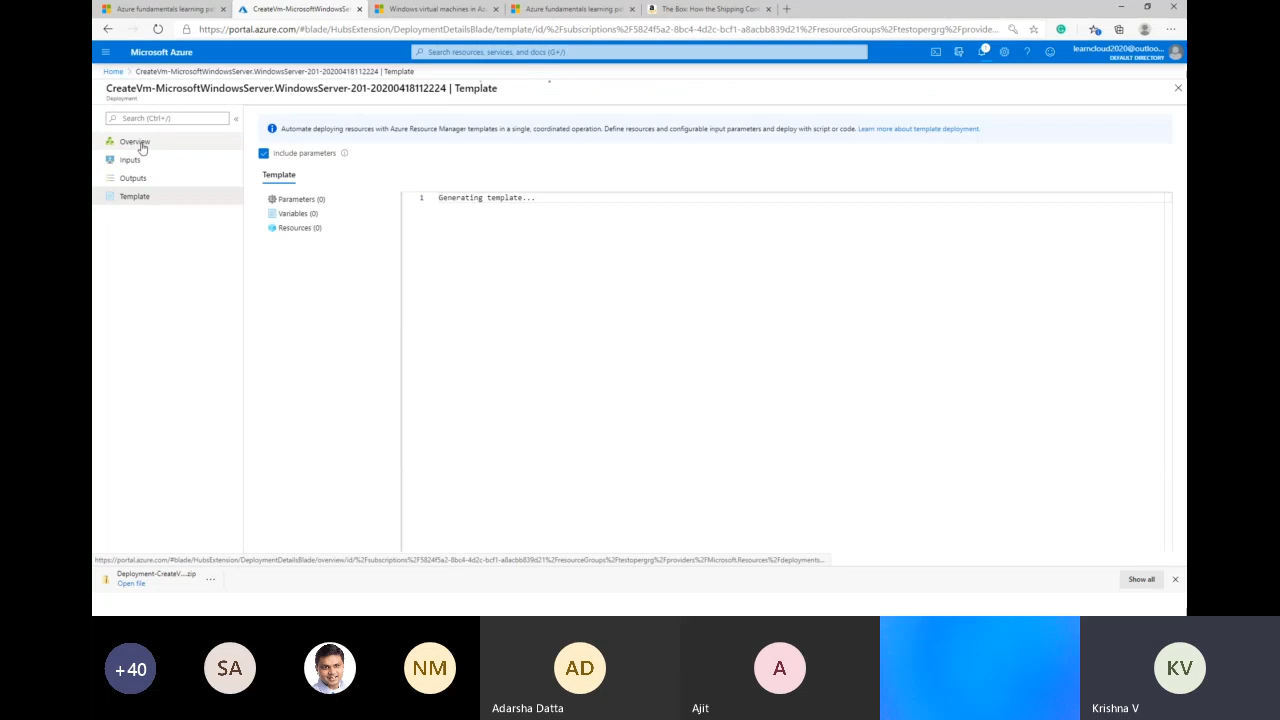 Azure fundamentals learning pa
CreateVm-MicrosoftWindowsSe
Windows virtual machines in Az
Azure fundamentals learning pa
The Box: How the Shipping Con
https://portal.azure.com/#blade/HubsExtension/DeploymentDetailsBlade/template/id/%2Fsubscriptions%2F5824f5a2-8bc4-4d2c-bcf1-a8acbb839d21%2FresourceGroups%2Ftestopergrg%2Fprovide...
Microsoft Azure
Search resources, services, and docs (G+/)
1
learncloud2020@outloo...
DEFAULT DIRECTORY
Home > CreateVm-MicrosoftWindowsServer.WindowsServer-201-20200418112224 | Template
CreateVm-MicrosoftWindowsServer.WindowsServer-201-20200418112224 | Template
Deployment
Search (Ctrl+/)
«
Overview
Inputs
Outputs
Template
Automate deploying resources with Azure Resource Manager templates in a single, coordinated operation. Define resources and configurable input parameters and deploy with script or code. Learn more about template deployment.
Include parameters
Template
Parameters (0)
Variables (0)
Resources (0)
1 Generating template...
https://portal.azure.com/#blade/HubsExtension/DeploymentDetailsBlade/overview/id/%2Fsubscriptions%2F5824f5a2-8bc4-4d2c-bcf1-a8acbb839d21%2FresourceGroups%2Ftestopergrg%2Fproviders%2FMicrosoft.Resources%2Fdeployments...
Deployment-CreateV....zip
Open file
...
Show all
+40
SA
NM
AD
Adarsha Datta
A
Ajit
KV
Krishna V